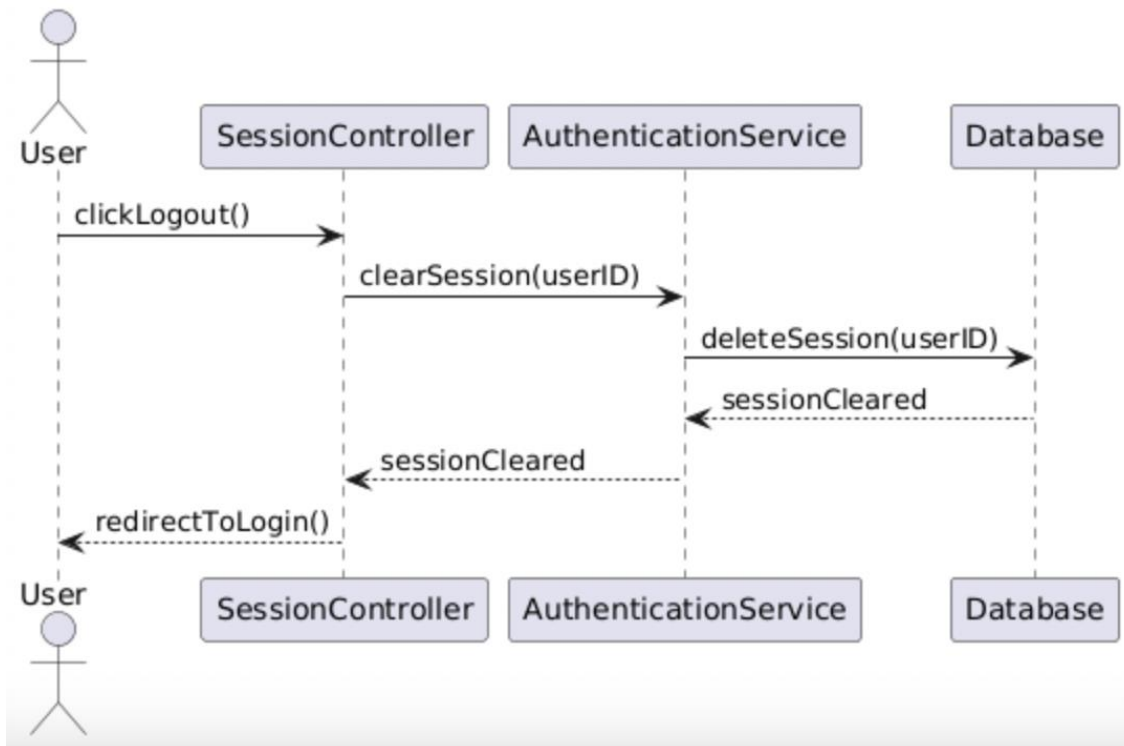 User
SessionController
AuthenticationService
Database
clickLogout()
clearSession(userID)
deleteSession(userID)
sessionCleared
sessionCleared
redirectToLogin()
User
SessionController
AuthenticationService
Database